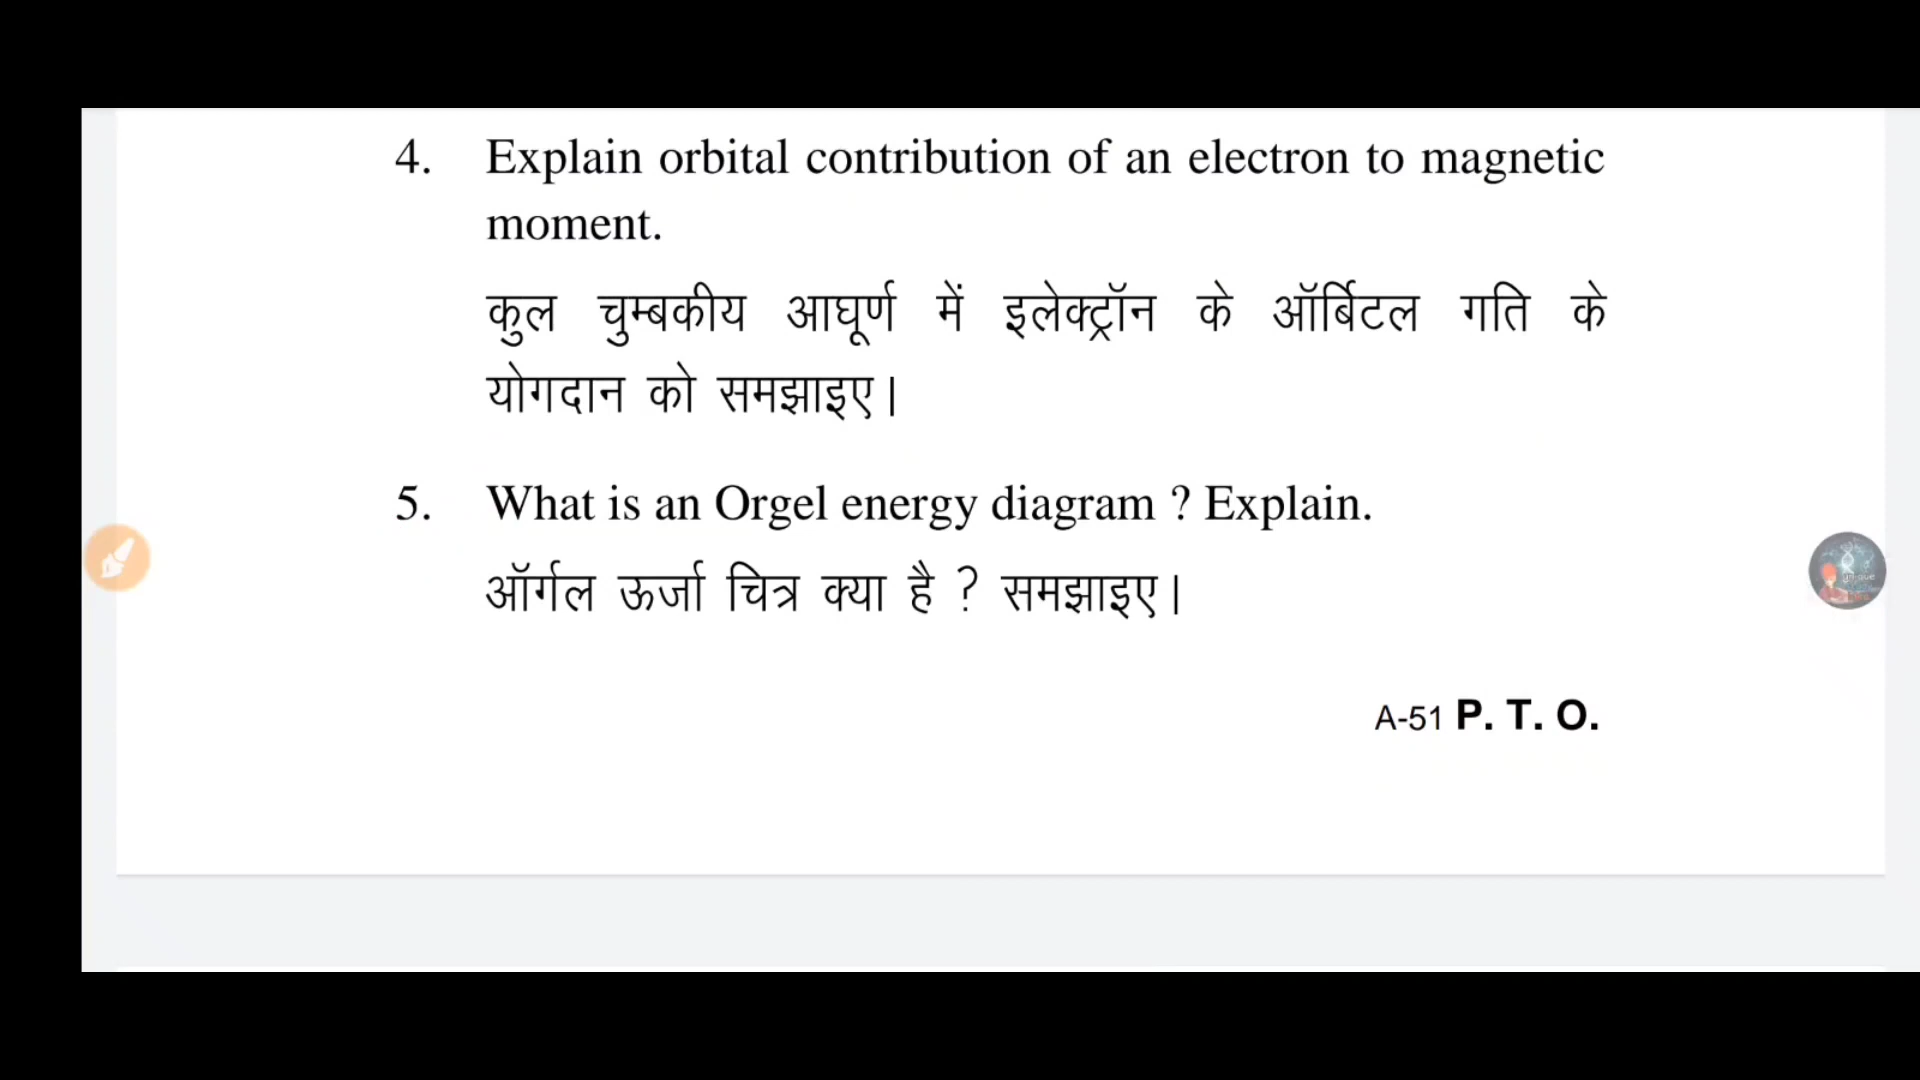 4. Explain orbital contribution of an electron to magnetic
moment.
कुल चुम्बकीय आघूर्ण में इलेक्ट्रॉन के ऑर्बिटल गति के
योगदान को समझाइए।
5. What is an Orgel energy diagram ? Explain.
ऑर्गल ऊर्जा चित्र क्या है ? समझाइए।
A-51 P. T. O.